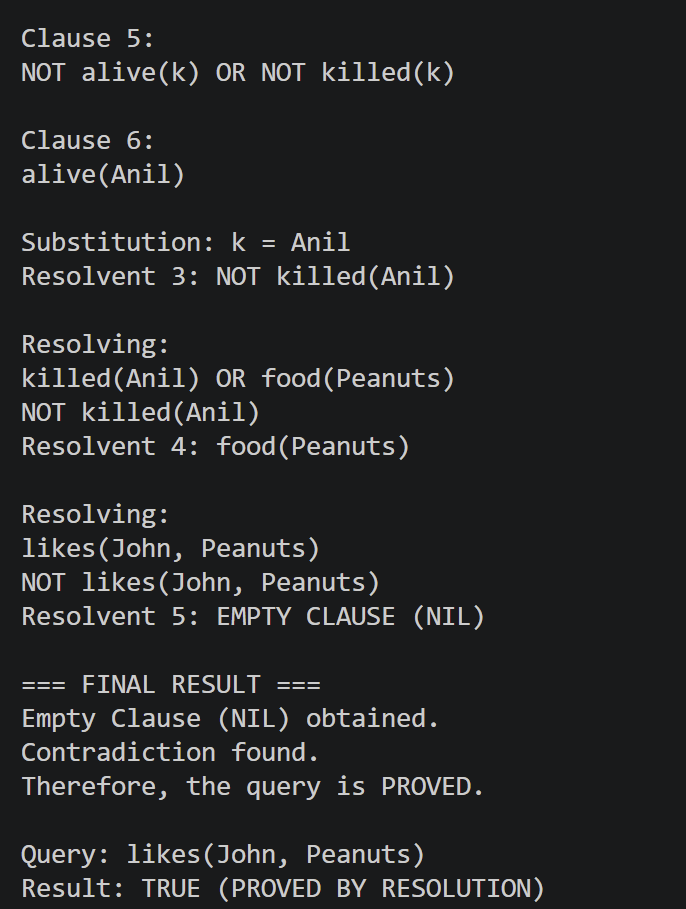 Clause 5:
NOT alive(k) OR NOT killed(k)
Clause 6:
alive(Anil)
Substitution: k = Anil
Resolvent 3: NOT killed(Anil)
Resolving:
killed(Anil) OR food(Peanuts)
NOT killed(Anil)
Resolvent 4: food(Peanuts)
Resolving:
likes(John, Peanuts)
NOT likes(John, Peanuts)
Resolvent 5: EMPTY CLAUSE (NIL)
=== FINAL RESULT ===
Empty Clause (NIL) obtained.
Contradiction found.
Therefore, the query is PROVED.
Query: likes(John, Peanuts)
Result: TRUE (PROVED BY RESOLUTION)